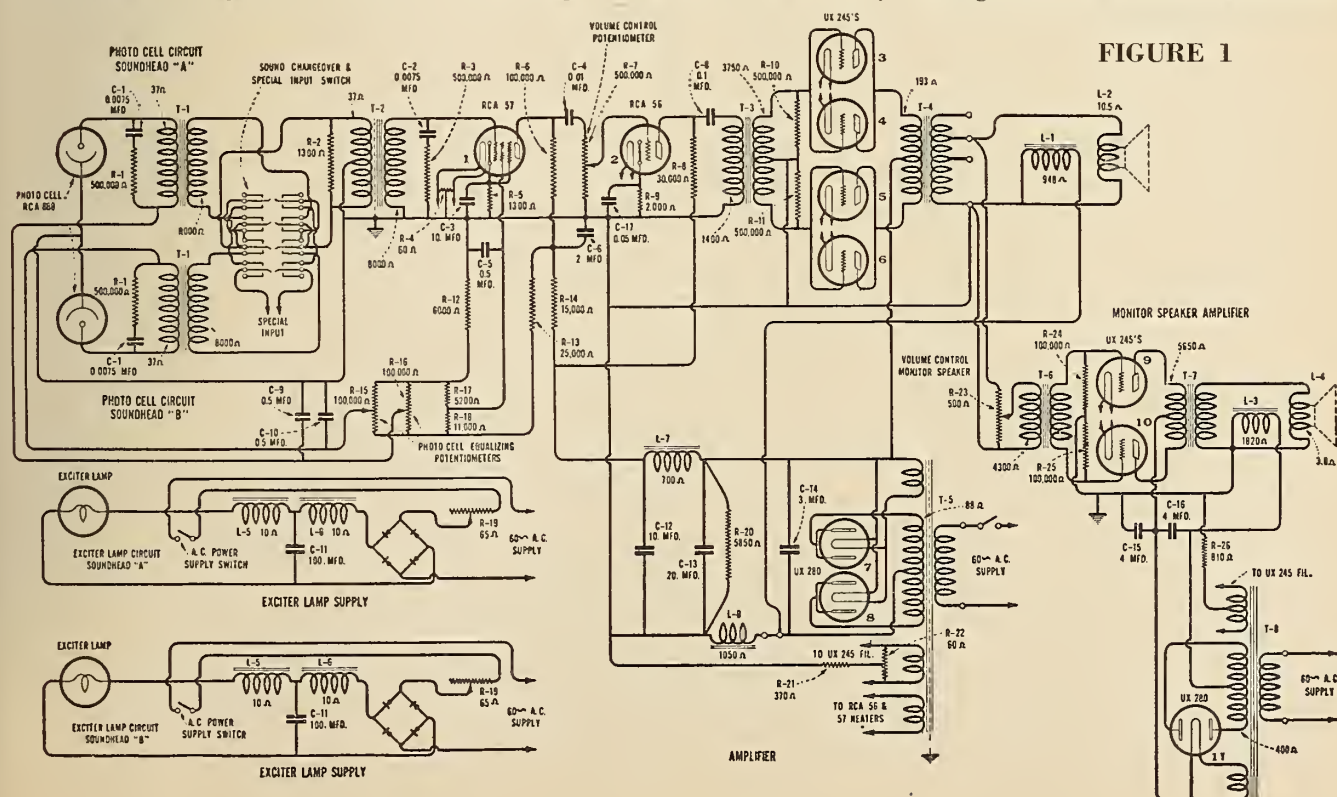 FIGURE 1
PHOTO CELL CIRCUIT
SOUNDHEAD "A"
C-1
0.0075
MFD
37Ω
T-1
R-1
500,000 Ω
PHOTO CELL
RCA 868
8000 Ω
SOUND CHANGEOVER &
SPECIAL INPUT SWITCH
R-2
1300 Ω
37Ω
T-2
C-2
0.0075
MFD
R-3
500,000 Ω
R-6
100,000 Ω
RCA 57
1
R-5
1300 Ω
R-4
60 Ω
C-3
10. MFD
8000 Ω
C-5
0.5
MFD.
C-4
0.01
MFD.
VOLUME CONTROL
POTENTIOMETER
R-7
500,000 Ω
RCA 56
2
R-9
2,000 Ω
C-17
0.05 MFD.
C-6
2 MFD
R-8
30,000 Ω
C-8
0.1
MFD.
3750 Ω
T-3
1400 Ω
R-10
500,000 Ω
R-11
500,000 Ω
UX 245'S
3
4
5
6
193 Ω
T-4
L-1
948 Ω
L-2
10.5 Ω
T-1
R-1
500,000 Ω
C-1
0.0075 MFD
37Ω
8000 Ω
SPECIAL
INPUT
PHOTO CELL CIRCUIT
SOUNDHEAD "B"
C-9
0.5 MFD
C-10
0.5 MFD.
R-12
6000 Ω
R-14
15,000 Ω
R-13
25,000 Ω
R-15
100,000 Ω
R-16
100,000 Ω
R-17
5200 Ω
R-18
11,000 Ω
PHOTO CELL EQUALIZING
POTENTIOMETERS
MONITOR SPEAKER AMPLIFIER
VOLUME CONTROL
MONITOR SPEAKER
R-23
500 Ω
T-6
4300 Ω
R-24
100,000 Ω
R-25
100,000 Ω
UX 245'S
9
10
5650 Ω
T-7
L-3
1820 Ω
L-4
3.8 Ω
C-15
4 MFD.
C-16
4 MFD.
R-26
810 Ω
TO UX 245 FIL.
T-8
60~ A.C.
SUPPLY
UX 280
400 Ω
EXCITER LAMP
EXCITER LAMP CIRCUIT
SOUNDHEAD "A"
A.C. POWER
SUPPLY SWITCH
L-5
10 Ω
L-6
10 Ω
C-11
100. MFD.
R-19
65 Ω
60~ A.C.
SUPPLY
EXCITER LAMP SUPPLY
EXCITER LAMP
EXCITER LAMP CIRCUIT
SOUNDHEAD "B"
A.C. POWER
SUPPLY SWITCH
L-5
10 Ω
L-6
10 Ω
C-11
100. MFD.
R-19
65 Ω
60~ A.C.
SUPPLY
EXCITER LAMP SUPPLY
L-7
700 Ω
C-12
10. MFD.
C-13
20. MFD.
R-20
5850 Ω
L-8
1050 Ω
C-14
3. MFD.
UX 280
7
8
T-5
88 Ω
60~ A.C.
SUPPLY
R-22
60 Ω
TO UX 245 FIL.
R-21
370 Ω
TO RCA 56 &
57 HEATERS
AMPLIFIER